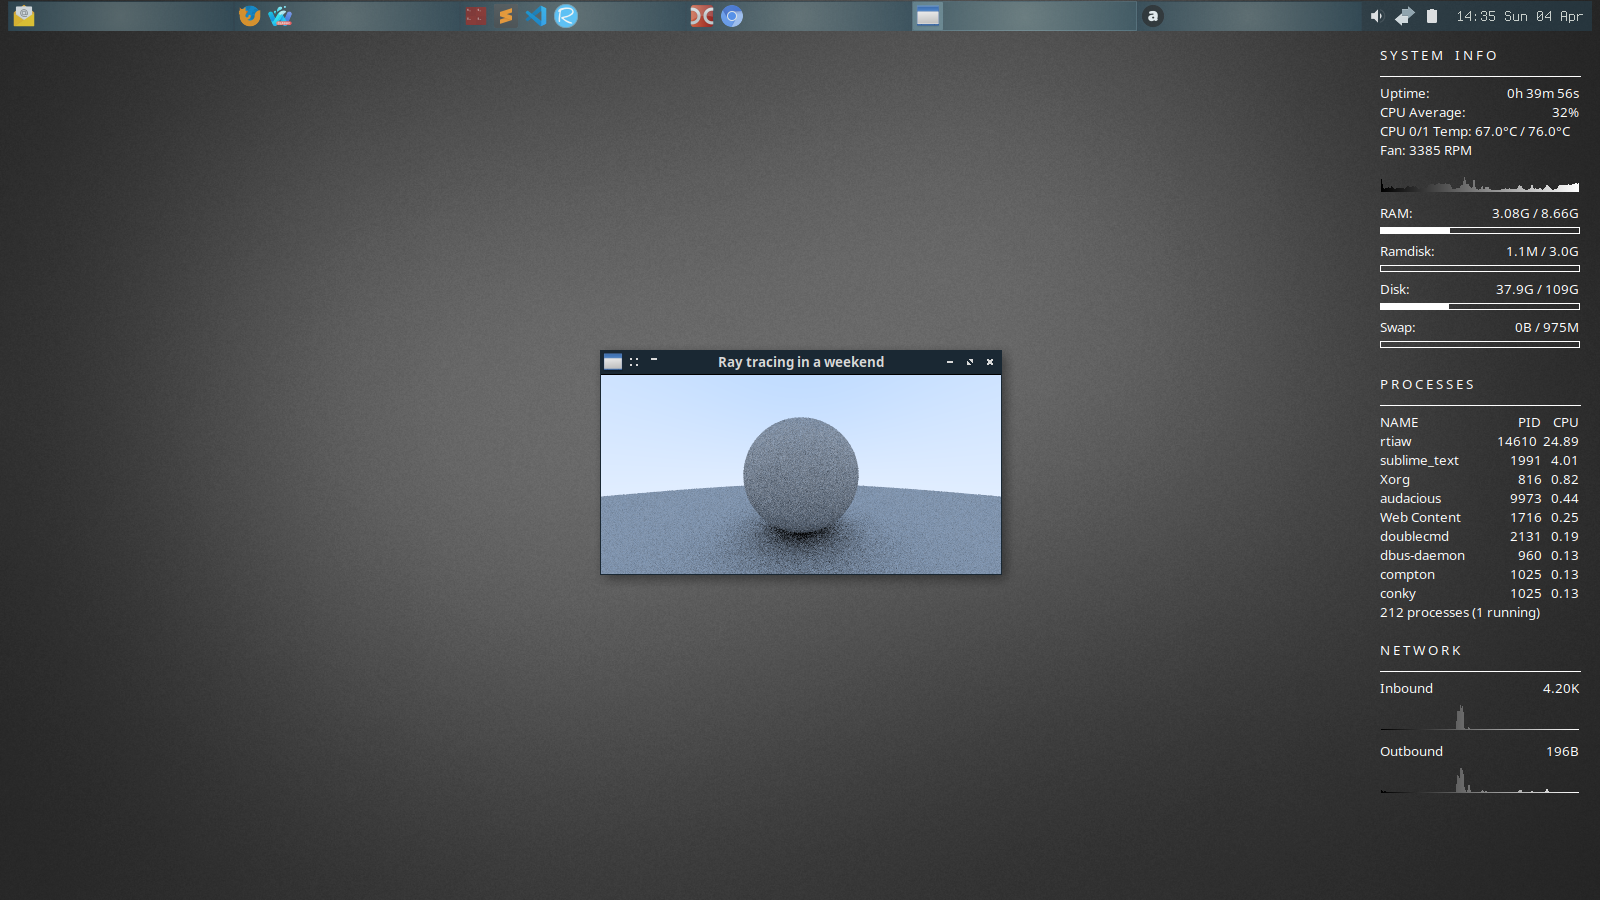 14:35 Sun 04 Apr
SYSTEM INFO
Uptime: 0h 39m 56s
CPU Average: 32%
CPU 0/1 Temp: 67.0°C / 76.0°C
Fan: 3385 RPM
RAM: 3.08G / 8.66G
Ramdisk: 1.1M / 3.0G
Disk: 37.9G / 109G
Swap: 0B / 975M
Ray tracing in a weekend
PROCESSES
NAME PID CPU
rtiaw 14610 24.89
sublime_text 1991 4.01
Xorg 816 0.82
audacious 9973 0.44
Web Content 1716 0.25
doublecmd 2131 0.19
dbus-daemon 960 0.13
compton 1025 0.13
conky 1025 0.13
212 processes (1 running)
NETWORK
Inbound 4.20K
Outbound 196B